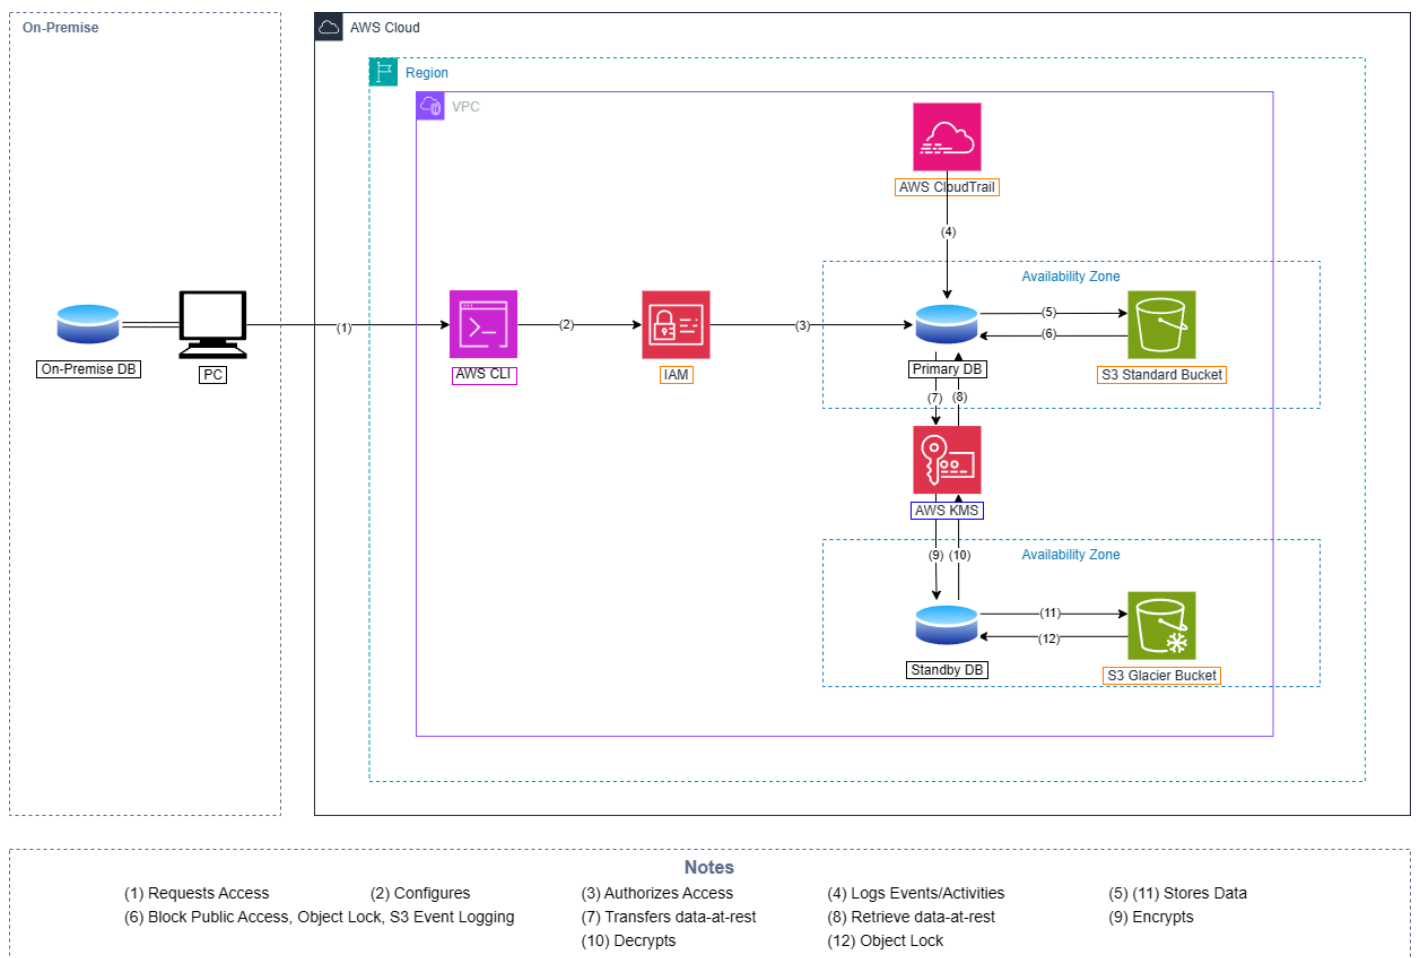 On-Premise
AWS Cloud
Region
VPC
AWS CloudTrail
(4)
Availability Zone
(1)
(2)
(3)
(5)
(6)
On-Premise DB
PC
AWS CLI
IAM
Primary DB
S3 Standard Bucket
(7) (8)
AWS KMS
(9) (10)
Availability Zone
(11)
(12)
Standby DB
S3 Glacier Bucket
Notes
(1) Requests Access (2) Configures (3) Authorizes Access (4) Logs Events/Activities (5) (11) Stores Data
(6) Block Public Access, Object Lock, S3 Event Logging (7) Transfers data-at-rest (8) Retrieve data-at-rest (9) Encrypts
(10) Decrypts (12) Object Lock